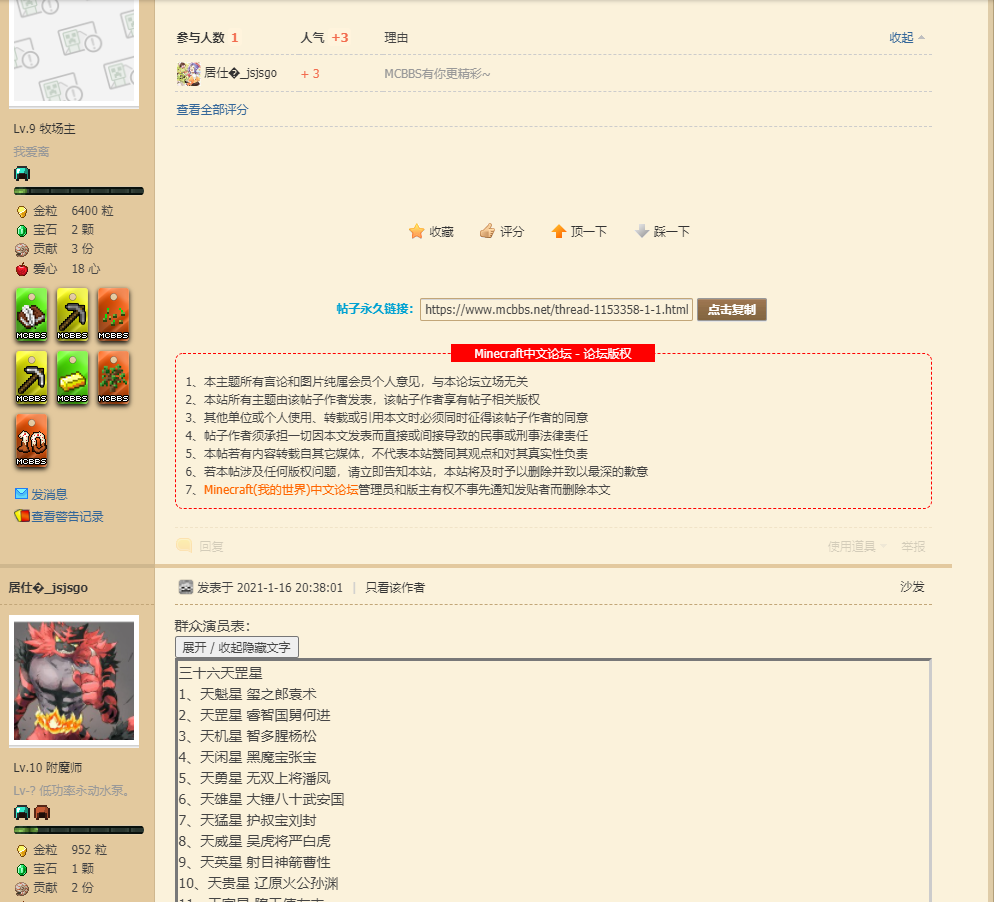 参与人数 1 人气 +3 理由 收起
居仕�_jsjsgo + 3 MCBBS有你更精彩~
查看全部评分
Lv.9 牧场主
我爱离
金粒 6400 粒
宝石 2 颗
贡献 3 份
爱心 18 心
MCBBS MCBBS MCBBS
MCBBS MCBBS MCBBS
10
MCBBS
发消息
查看警告记录
收藏 评分 顶一下 踩一下
帖子永久链接: https://www.mcbbs.net/thread-1153358-1-1.html 点击复制
Minecraft中文论坛 - 论坛版权
1、本主题所有言论和图片纯属会员个人意见，与本论坛立场无关
2、本站所有主题由该帖子作者发表，该帖子作者享有帖子相关版权
3、其他单位或个人使用、转载或引用本文时必须同时征得该帖子作者的同意
4、帖子作者须承担一切因本文发表而直接或间接导致的民事或刑事法律责任
5、本帖若有内容转载自其它媒体，不代表本站赞同其观点和对其真实性负责
6、若本帖涉及任何版权问题，请立即告知本站，本站将及时予以删除并致以最深的歉意
7、Minecraft(我的世界)中文论坛管理员和版主有权不事先通知发贴者而删除本文
回复 使用道具 举报
居仕�_jsjsgo
Lv.10 附魔师
Lv-? 低功率永动水泵。
金粒 952 粒
宝石 1 颗
贡献 2 份
发表于 2021-1-16 20:38:01 | 只看该作者 沙发
群众演员表：
展开 / 收起隐藏文字
三十六天罡星
1、天魁星 玺之郎袁术
2、天罡星 睿智国舅何进
3、天机星 智多腥杨松
4、天闲星 黑魔宝张宝
5、天勇星 无双上将潘凤
6、天雄星 大锤八十武安国
7、天猛星 护叔宝刘封
8、天威星 吴虎将严白虎
9、天英星 射目神箭曹性
10、天贵星 辽原火公孙渊